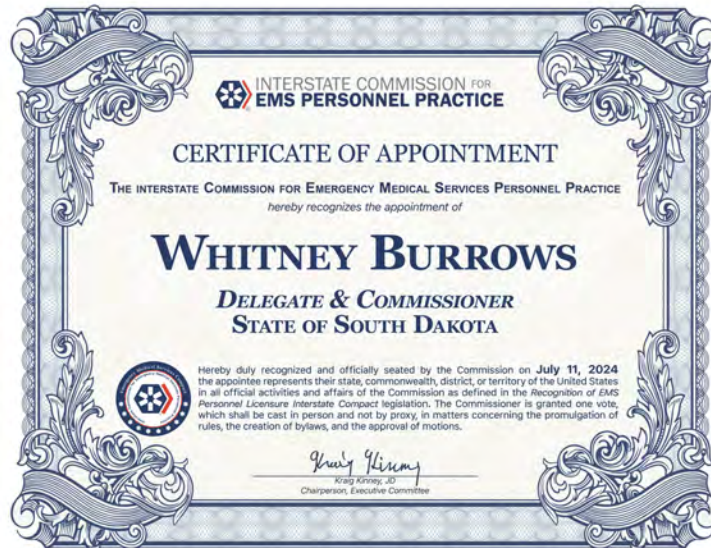 INTERSTATE COMMISSION FOR
EMS PERSONNEL PRACTICE
CERTIFICATE OF APPOINTMENT
THE INTERSTATE COMMISSION FOR EMERGENCY MEDICAL SERVICES PERSONNEL PRACTICE
hereby recognizes the appointment of
WHITNEY BURROWS
DELEGATE & COMMISSIONER
STATE OF SOUTH DAKOTA
Hereby duly recognized and officially seated by the Commission on July 11, 2024
the appointee represents their state, commonwealth, district, or territory of the United States
in all official activities and affairs of the Commission as defined in the Recognition of EMS
Personnel Licensure Interstate Compact legislation. The Commissioner is granted one vote,
which shall be cast in person and not by proxy, in matters concerning the promulgation of
rules, the creation of bylaws, and the approval of motions.
Kraig Kinney
Kraig Kinney, JD
Chairperson, Executive Committee